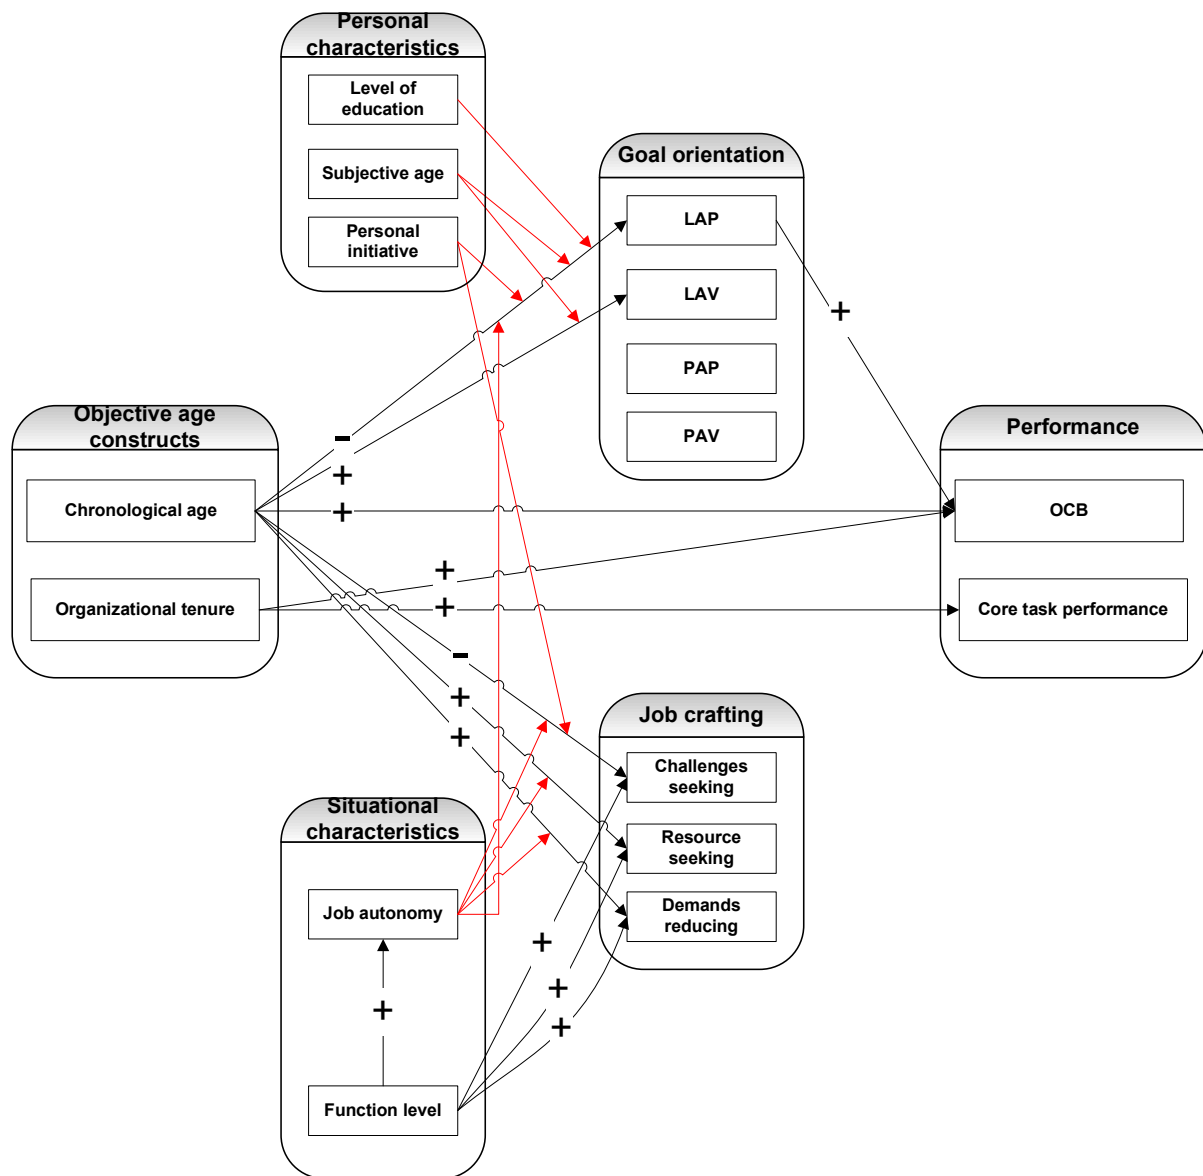 Personal
characteristics
Level of
education
Subjective age
Personal
initiative
Goal orientation
LAP
LAV
PAP
PAV
+
Objective age
constructs
Chronological age
Organizational tenure
-
+
+
+
+
-
+
+
Performance
OCB
Core task performance
Job crafting
Challenges
seeking
Resource
seeking
Demands
reducing
Situational
characteristics
Job autonomy
+
Function level
+
+
+